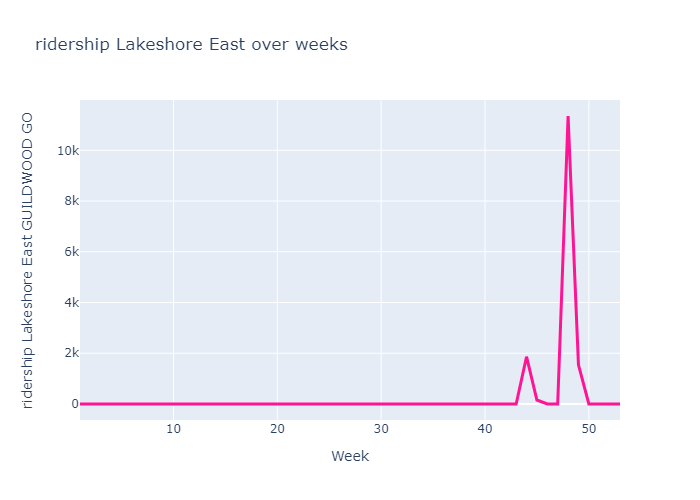 ridership Lakeshore East over weeks
ridership Lakeshore East GUILDWOOD GO
10k
8k
6k
4k
2k
0
10
20
30
40
50
Week